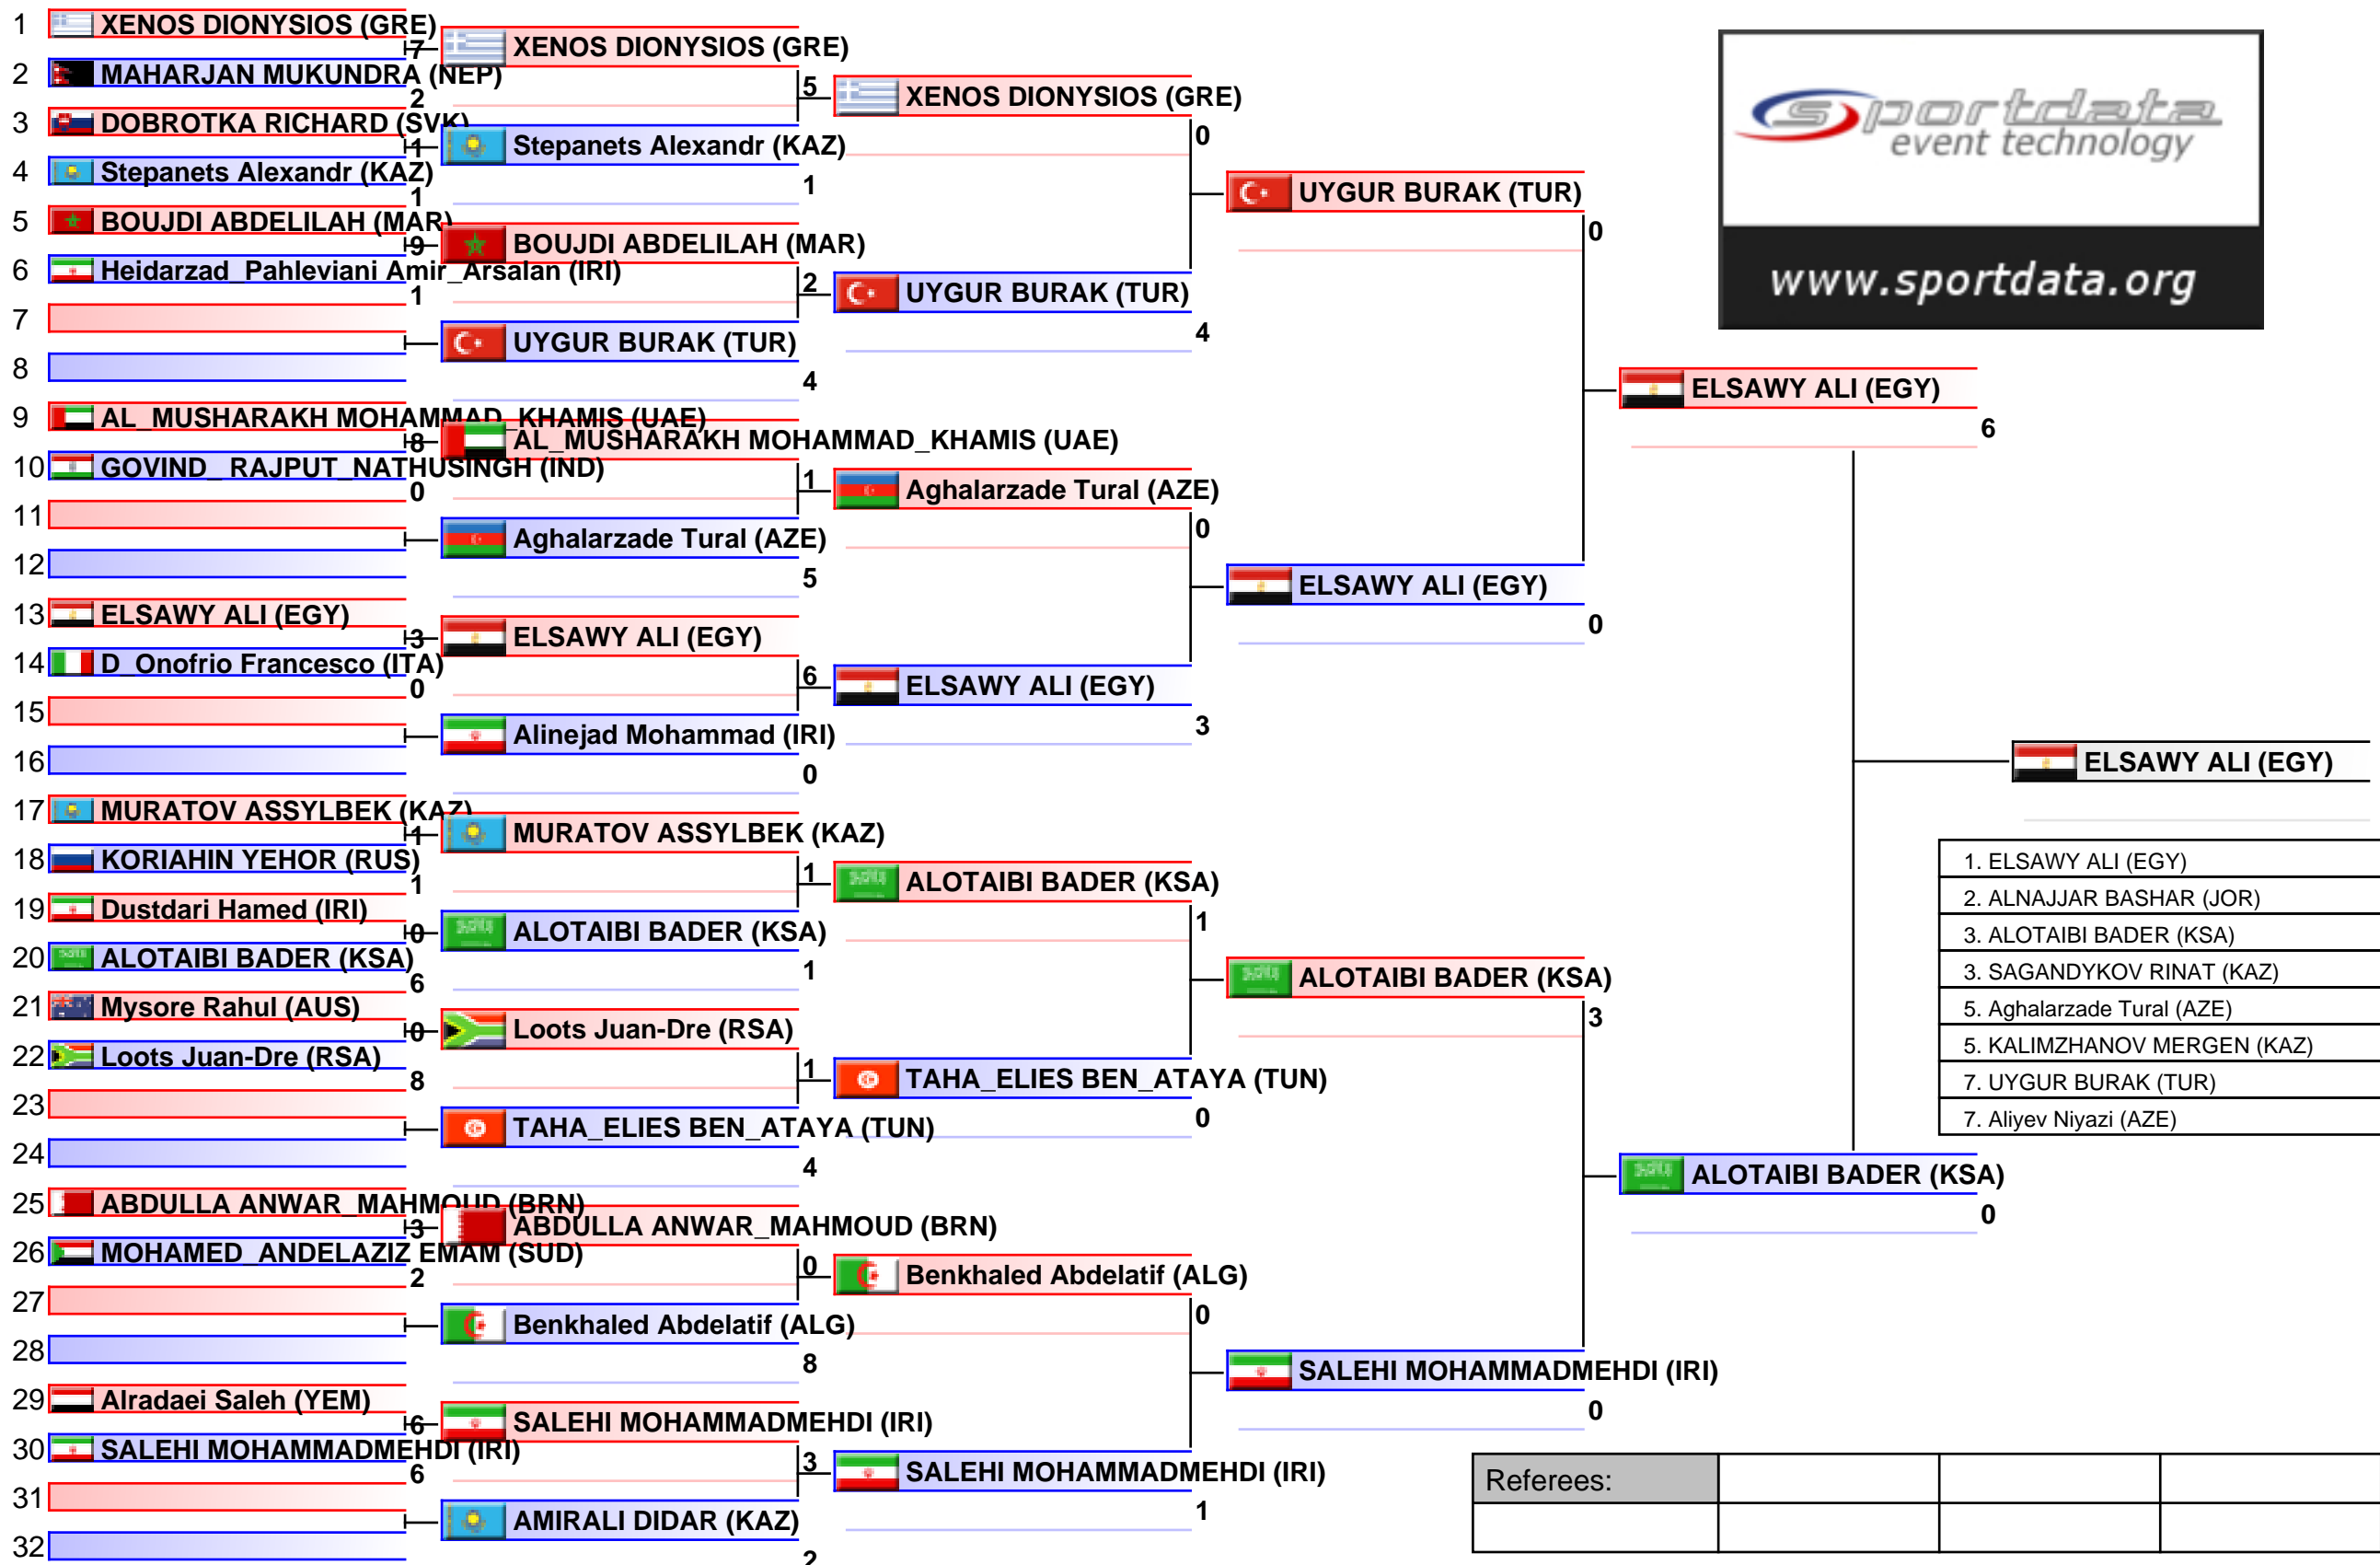 1 XENOS DIONYSIOS (GRE)
7
2 MAHARJAN MUKUNDRA (NEP)
2
3 DOBROTKA RICHARD (SVK)
1
4 Stepanets Alexandr (KAZ)
1
5 BOUJDI ABDELILAH (MAR)
9
6 Heidarzad_Pahleviani Amir_Arsalan (IRI)
1
7
8
9 AL_MUSHARAKH MOHAMMAD_KHAMIS (UAE)
8
10 GOVIND_ RAJPUT_NATHUSINGH (IND)
0
11
12
13 ELSAWY ALI (EGY)
3
14 D_Onofrio Francesco (ITA)
0
15
16
17 MURATOV ASSYLBEK (KAZ)
1
18 KORIAHIN YEHOR (RUS)
1
19 Dustdari Hamed (IRI)
0
20 ALOTAIBI BADER (KSA)
6
21 Mysore Rahul (AUS)
0
22 Loots Juan-Dre (RSA)
8
23
24
25 ABDULLA ANWAR_MAHMOUD (BRN)
3
26 MOHAMED_ANDELAZIZ EMAM (SUD)
2
27
28
29 Alradaei Saleh (YEM)
6
30 SALEHI MOHAMMADMEHDI (IRI)
6
31
32
XENOS DIONYSIOS (GRE)
5
Stepanets Alexandr (KAZ)
1
BOUJDI ABDELILAH (MAR)
2
UYGUR BURAK (TUR)
4
AL_MUSHARAKH MOHAMMAD_KHAMIS (UAE)
1
Aghalarzade Tural (AZE)
5
ELSAWY ALI (EGY)
6
Alinejad Mohammad (IRI)
0
MURATOV ASSYLBEK (KAZ)
1
ALOTAIBI BADER (KSA)
1
Loots Juan-Dre (RSA)
1
TAHA_ELIES BEN_ATAYA (TUN)
4
ABDULLA ANWAR_MAHMOUD (BRN)
0
Benkhaled Abdelatif (ALG)
8
SALEHI MOHAMMADMEHDI (IRI)
3
AMIRALI DIDAR (KAZ)
2
XENOS DIONYSIOS (GRE)
0
UYGUR BURAK (TUR)
4
Aghalarzade Tural (AZE)
0
ELSAWY ALI (EGY)
3
ALOTAIBI BADER (KSA)
1
TAHA_ELIES BEN_ATAYA (TUN)
0
Benkhaled Abdelatif (ALG)
0
SALEHI MOHAMMADMEHDI (IRI)
1
UYGUR BURAK (TUR)
0
ELSAWY ALI (EGY)
0
ALOTAIBI BADER (KSA)
3
SALEHI MOHAMMADMEHDI (IRI)
0
ELSAWY ALI (EGY)
6
ALOTAIBI BADER (KSA)
0
ELSAWY ALI (EGY)
sportdata
event technology
www.sportdata.org
1. ELSAWY ALI (EGY)
2. ALNAJJAR BASHAR (JOR)
3. ALOTAIBI BADER (KSA)
3. SAGANDYKOV RINAT (KAZ)
5. Aghalarzade Tural (AZE)
5. KALIMZHANOV MERGEN (KAZ)
7. UYGUR BURAK (TUR)
7. Aliyev Niyazi (AZE)
Referees: